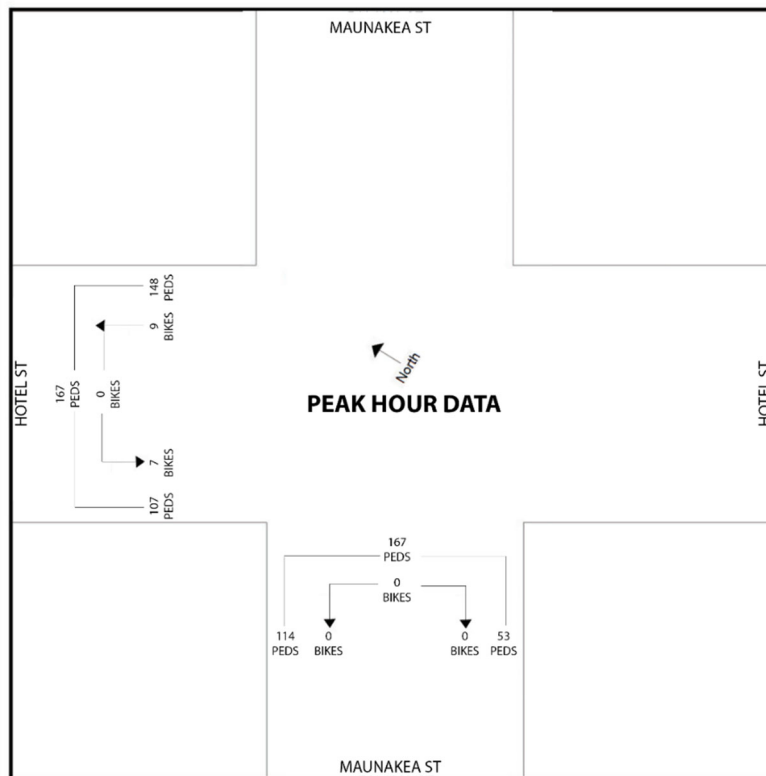 MAUNAKEA ST
148
PEDS
9
BIKES
HOTEL ST
167
PEDS
0
BIKES
North
HOTEL ST
PEAK HOUR DATA
7
BIKES
107
PEDS
167
PEDS
0
BIKES
114
PEDS
0
BIKES
0
BIKES
53
PEDS
MAUNAKEA ST